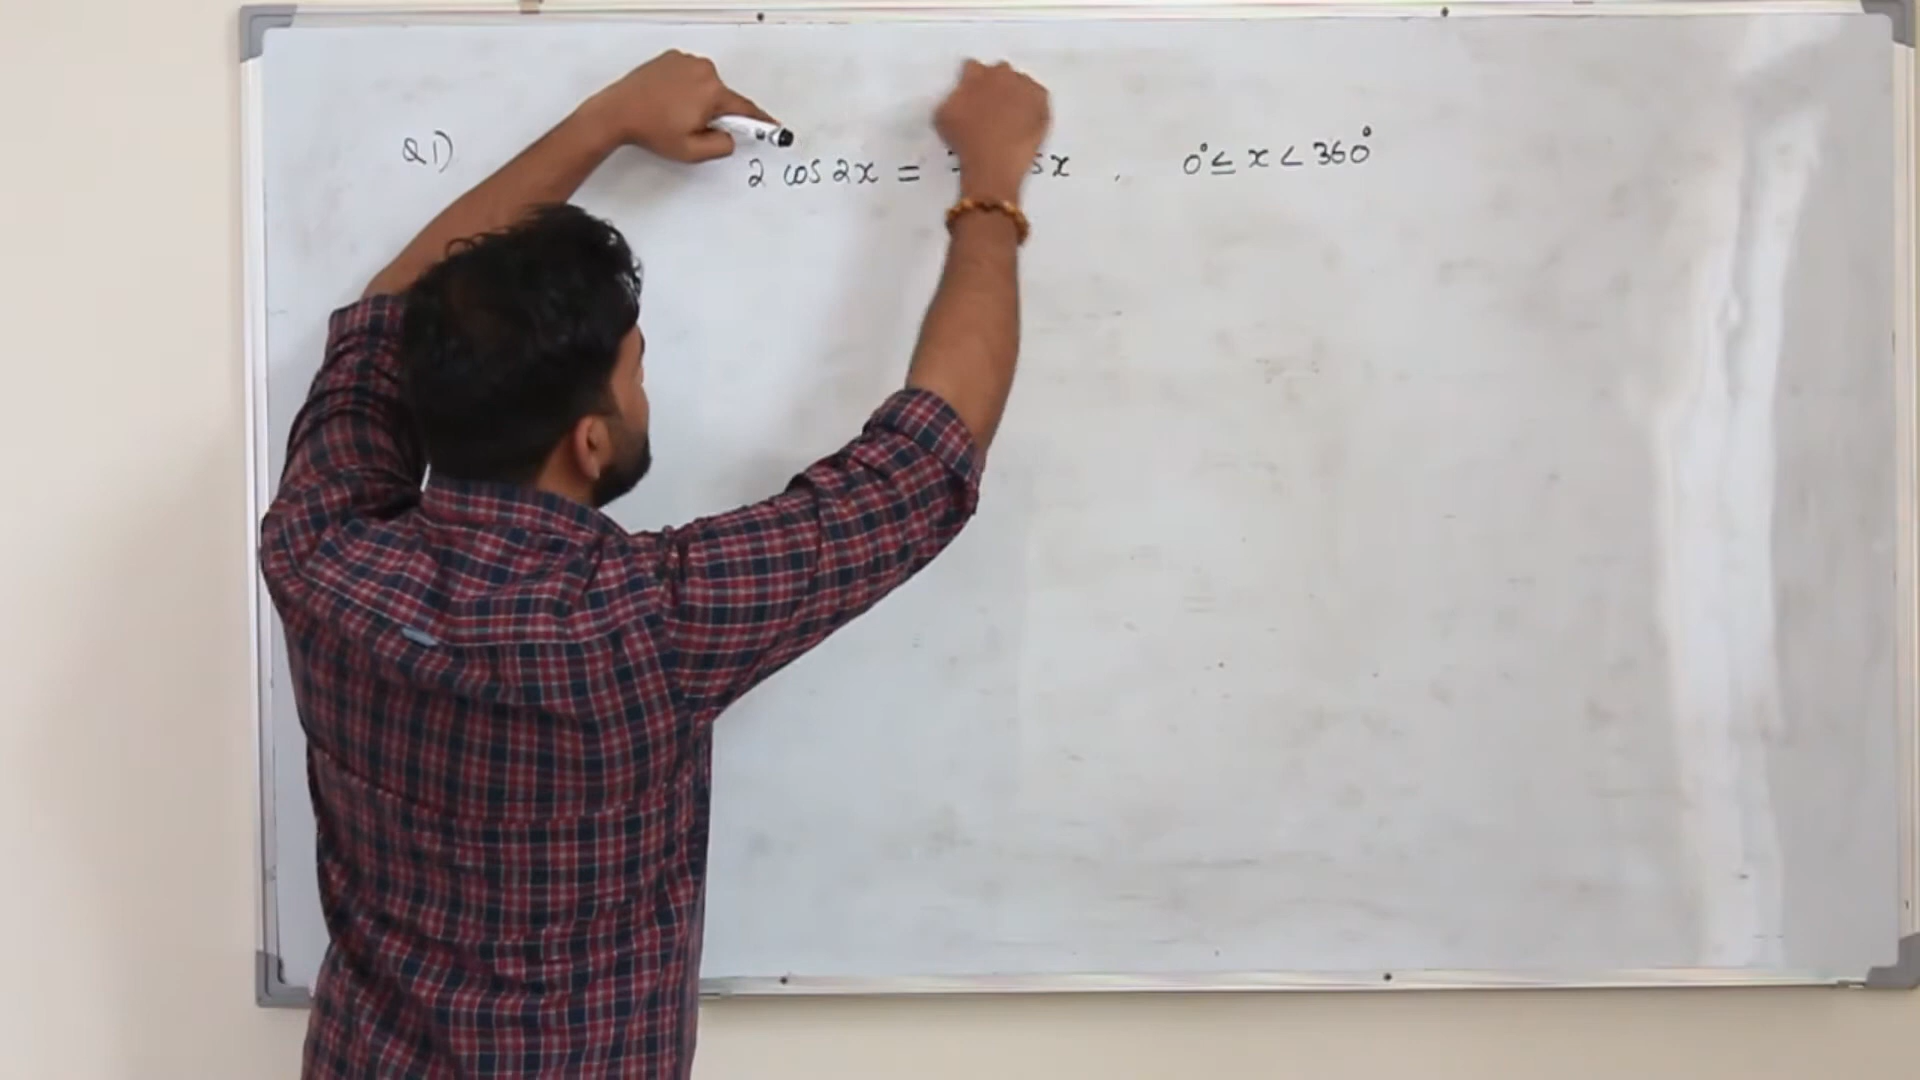 Q1) 2 cos 2x = x , 0° ≤ x < 360°